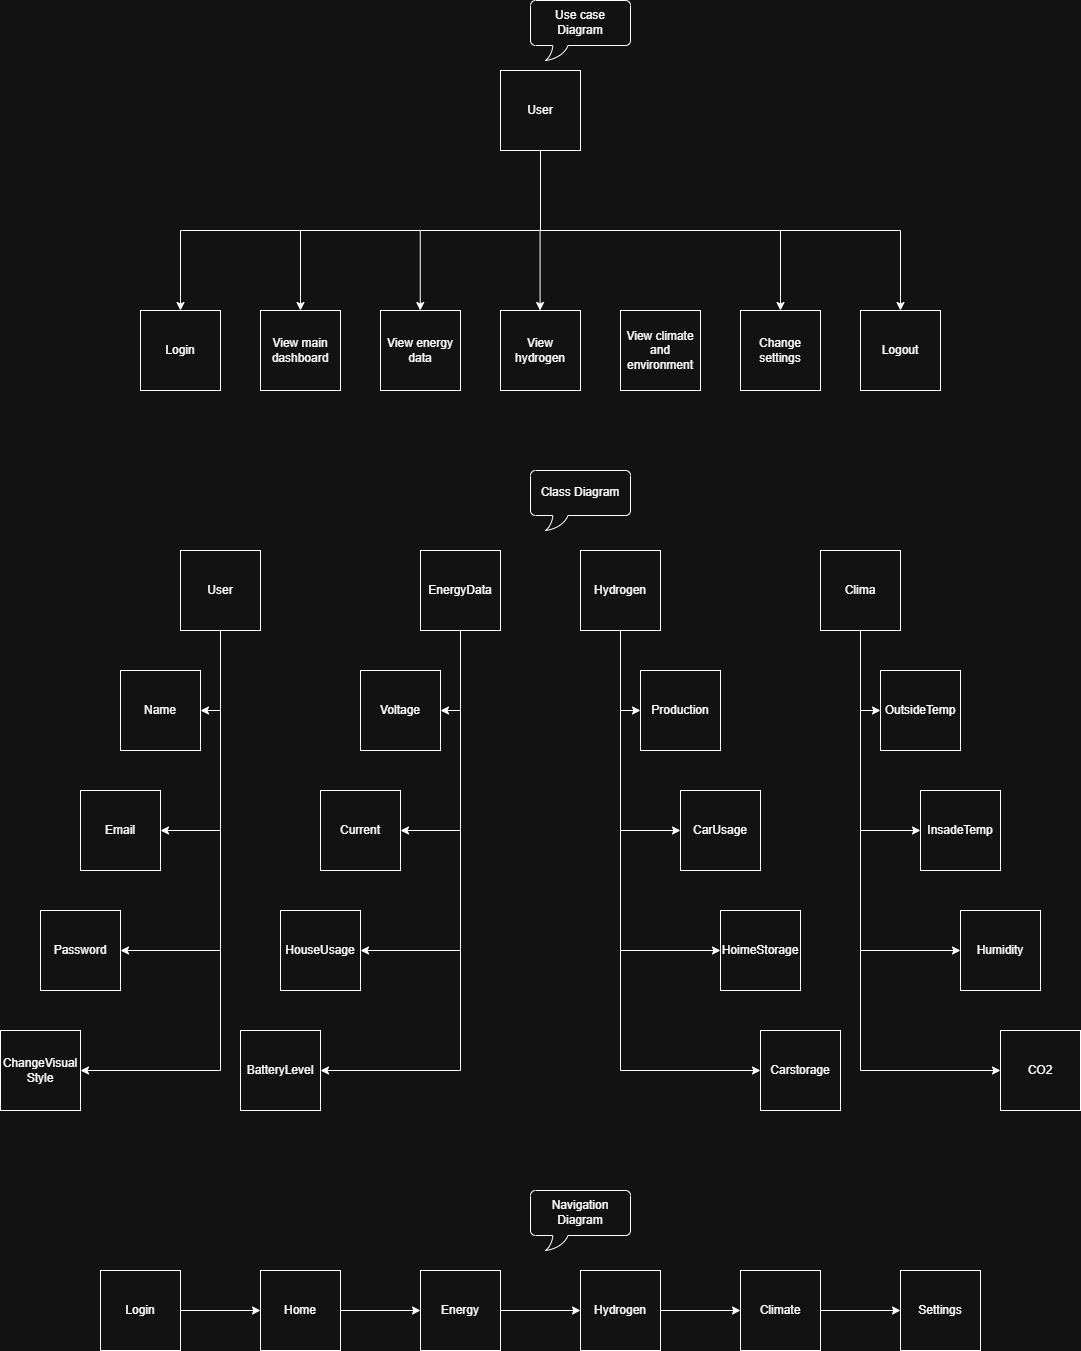 Use case
Diagram
User
Login
View main
dashboard
View energy
data
View
hydrogen
View climate
and
environment
Change
settings
Logout
Class Diagram
User
EnergyData
Hydrogen
Clima
Name
Voltage
Production
OutsideTemp
Email
Current
CarUsage
InsadeTemp
Password
HouseUsage
HoimeStorage
Humidity
ChangeVisual
Style
BatteryLevel
Carstorage
CO2
Navigation
Diagram
Login
Home
Energy
Hydrogen
Climate
Settings